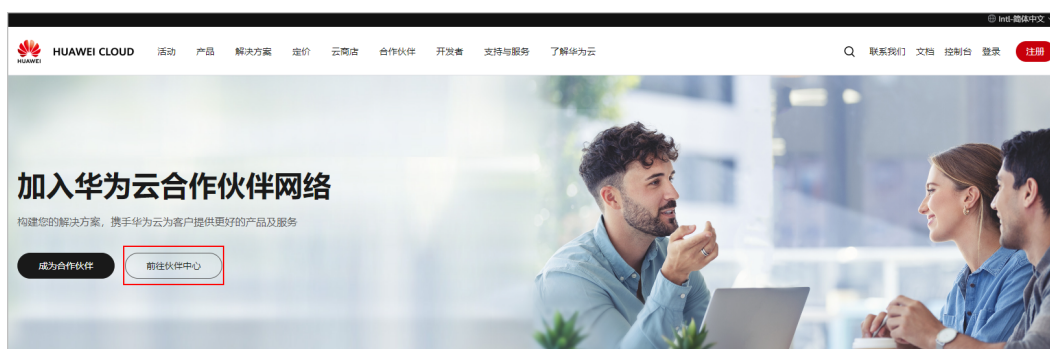 Intl-简体中文
HUAWEI
HUAWEI CLOUD 活动 产品 解决方案 定价 云商店 合作伙伴 开发者 支持与服务 了解华为云 联系我们 文档 控制台 登录 注册
加入华为云合作伙伴网络
构建您的解决方案，携手华为云为客户提供更好的产品及服务
成为合作伙伴 前往伙伴中心